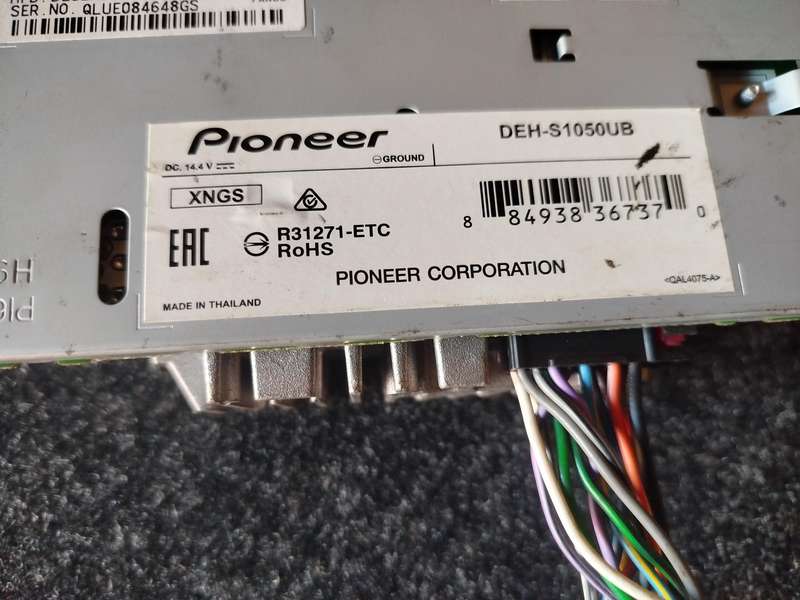 SER.NO. QLUE084648GS
Pioneer
DEH-S1050UB
DC. 14.4 V
⊖GROUND
XNGS
EAC
R31271-ETC
RoHS
8 84938 36737 0
PIONEER CORPORATION
MADE IN THAILAND
<QAL4075-A>